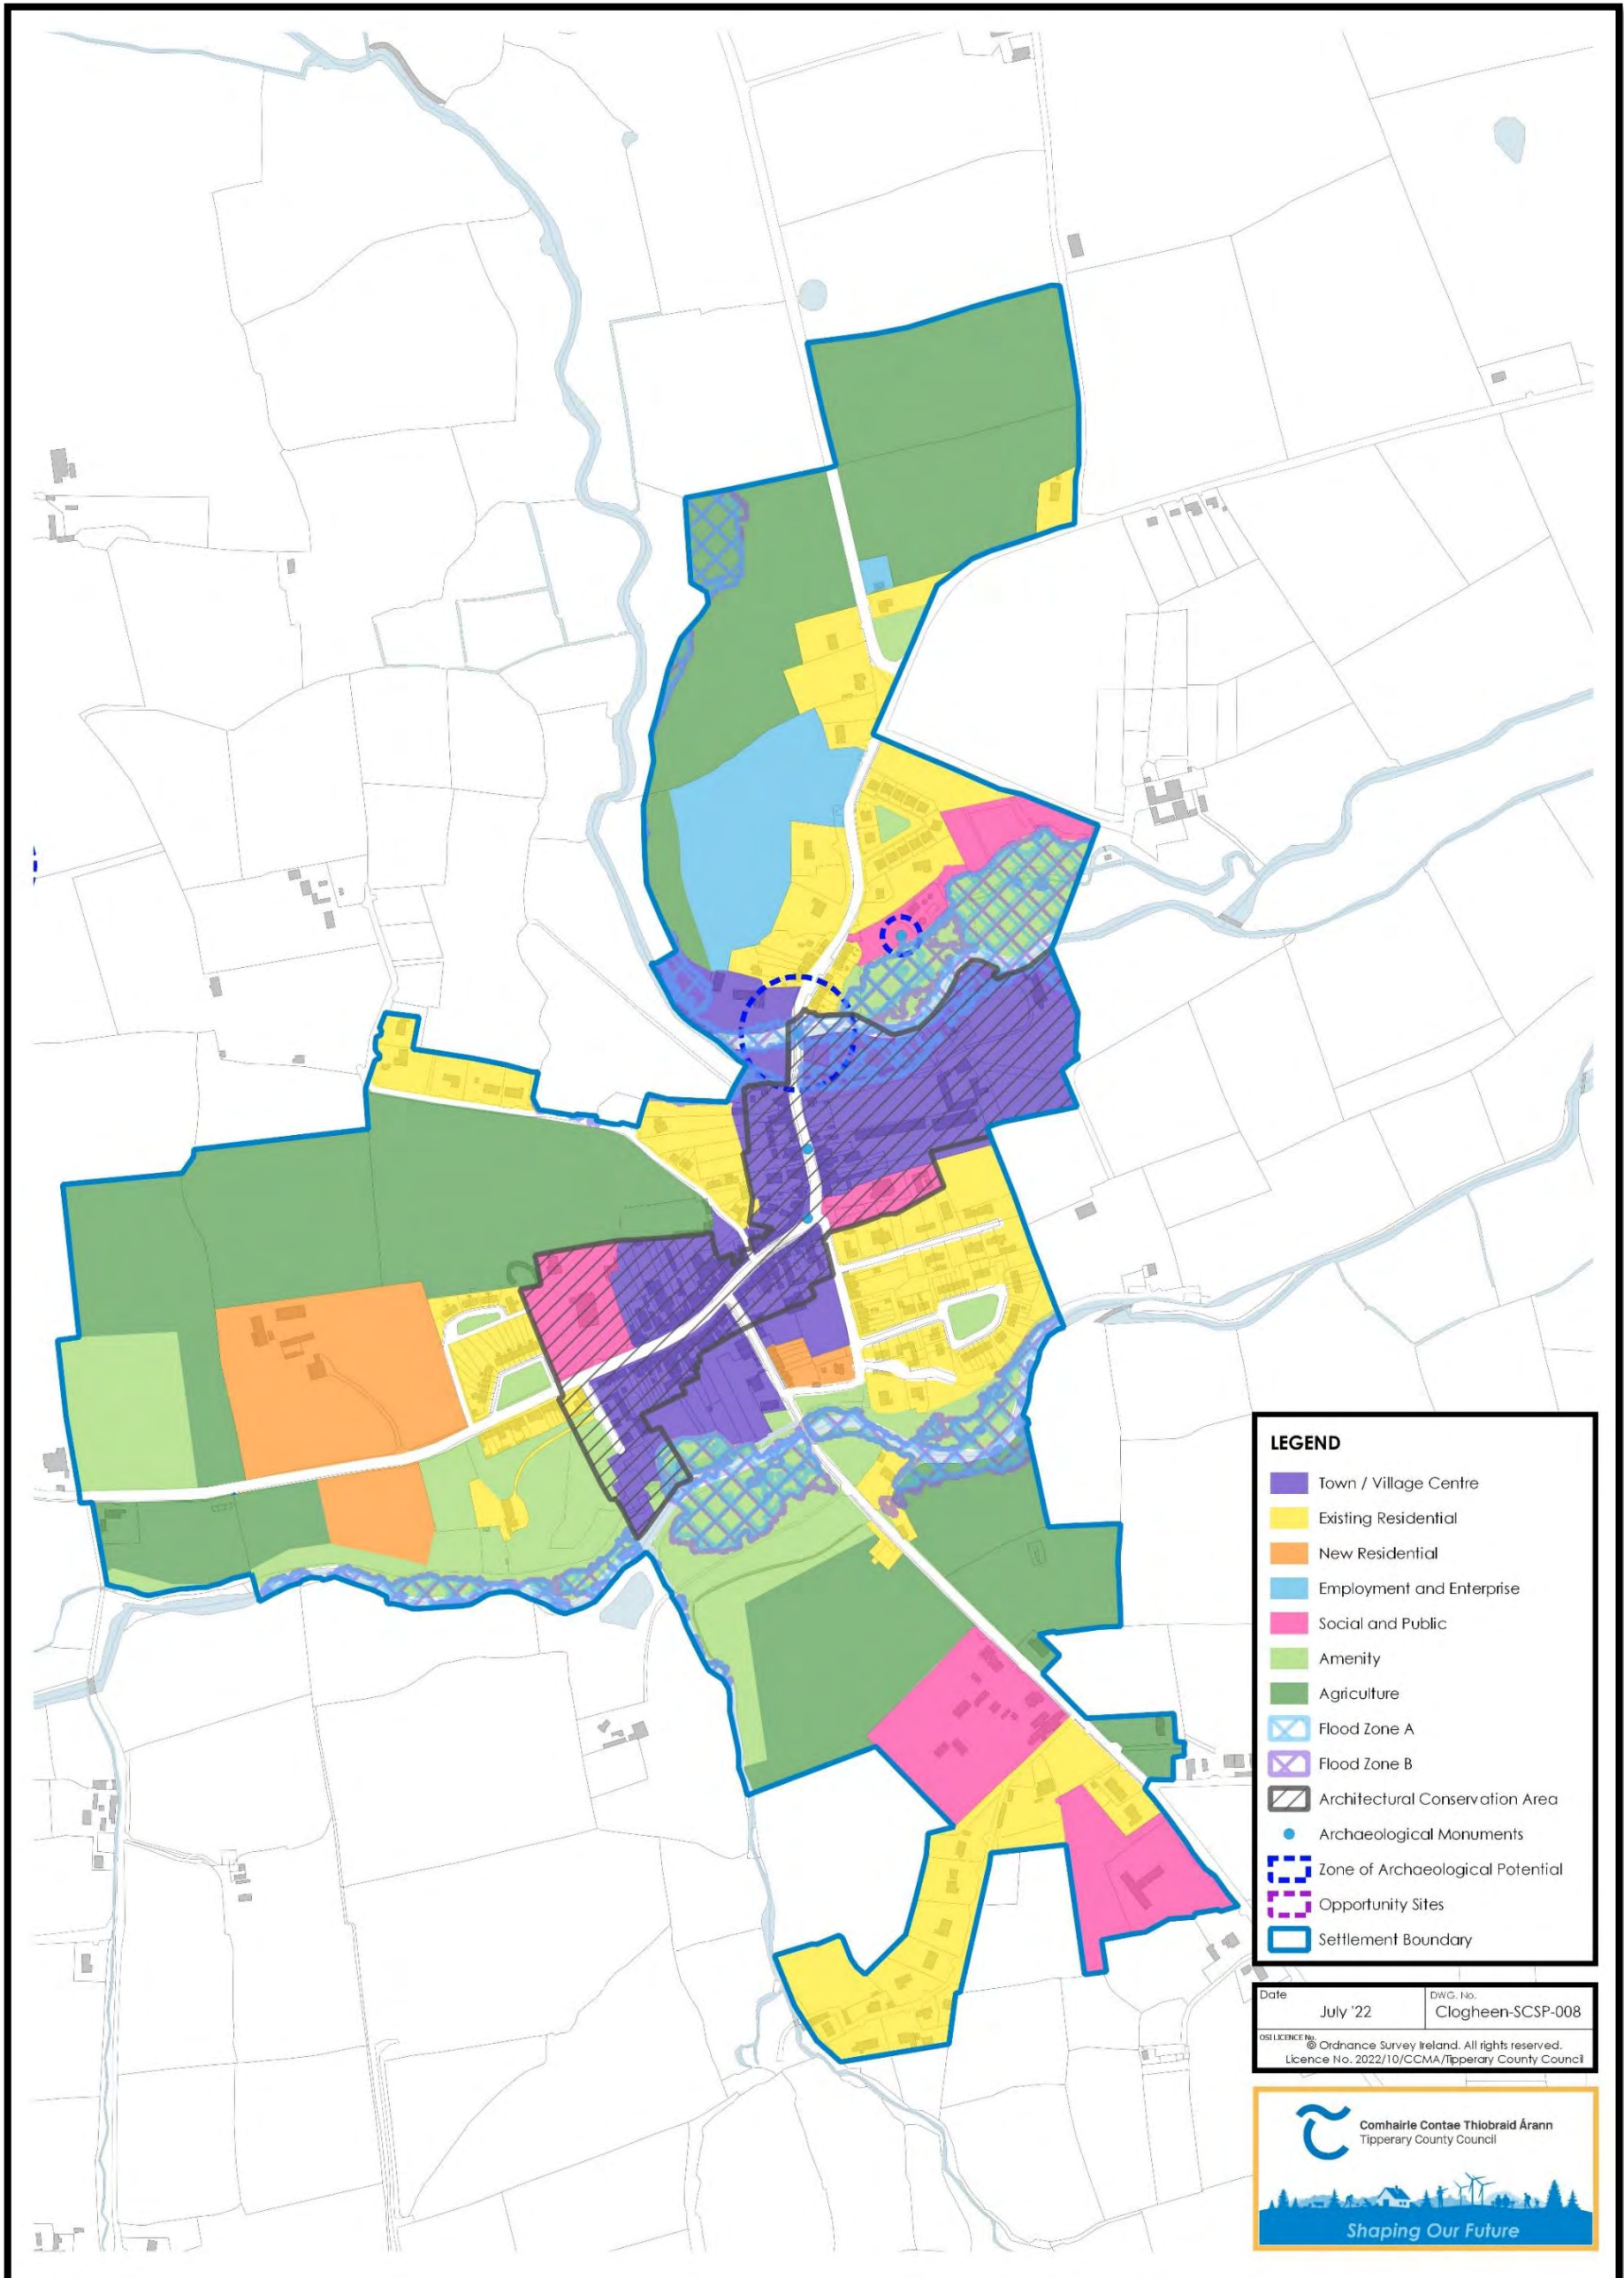 LEGEND
Town / Village Centre
Existing Residential
New Residential
Employment and Enterprise
Social and Public
Amenity
Agriculture
Flood Zone A
Flood Zone B
Architectural Conservation Area
Archaeological Monuments
Zone of Archaeological Potential
Opportunity Sites
Settlement Boundary
Date
July '22
DWG. No.
Clogheen-SCSP-008
OSI LICENCE No.
© Ordnance Survey Ireland. All rights reserved.
Licence No. 2022/10/CCMA/Tipperary County Council
Comhairle Contae Thiobraid Árann
Tipperary County Council
Shaping Our Future